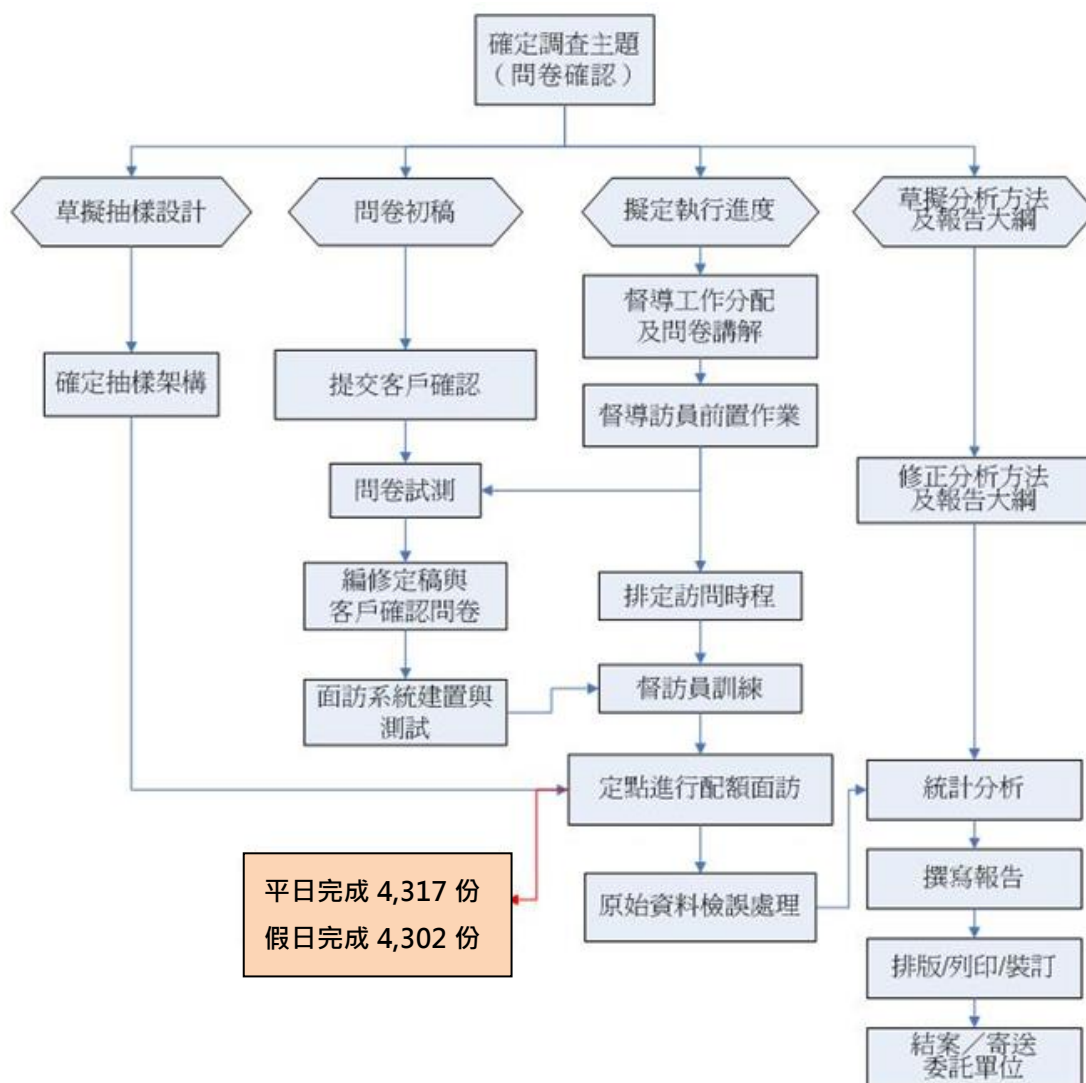 確定調查主題
（問卷確認）
草擬抽樣設計
問卷初稿
擬定執行進度
草擬分析方法
及報告大綱
督導工作分配
及問卷講解
確定抽樣架構
提交客戶確認
督導訪員前置作業
問卷試測
修正分析方法
及報告大綱
編修定稿與
客戶確認問卷
排定訪問時程
面訪系統建置與
測試
督訪員訓練
定點進行配額面訪
統計分析
平日完成 4,317 份
假日完成 4,302 份
原始資料檢誤處理
撰寫報告
排版/列印/裝訂
結案／寄送
委託單位